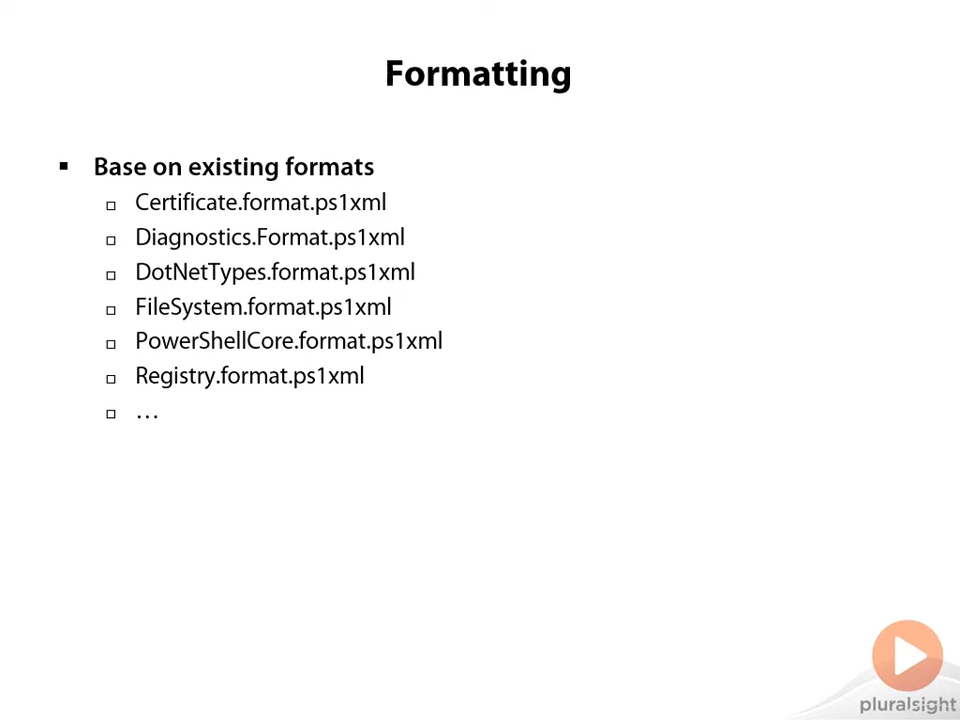 Formatting
Base on existing formats
Certificate.format.ps1xml
Diagnostics.Format.ps1xml
DotNetTypes.format.ps1xml
FileSystem.format.ps1xml
PowerShellCore.format.ps1xml
Registry.format.ps1xml
…
pluralsight